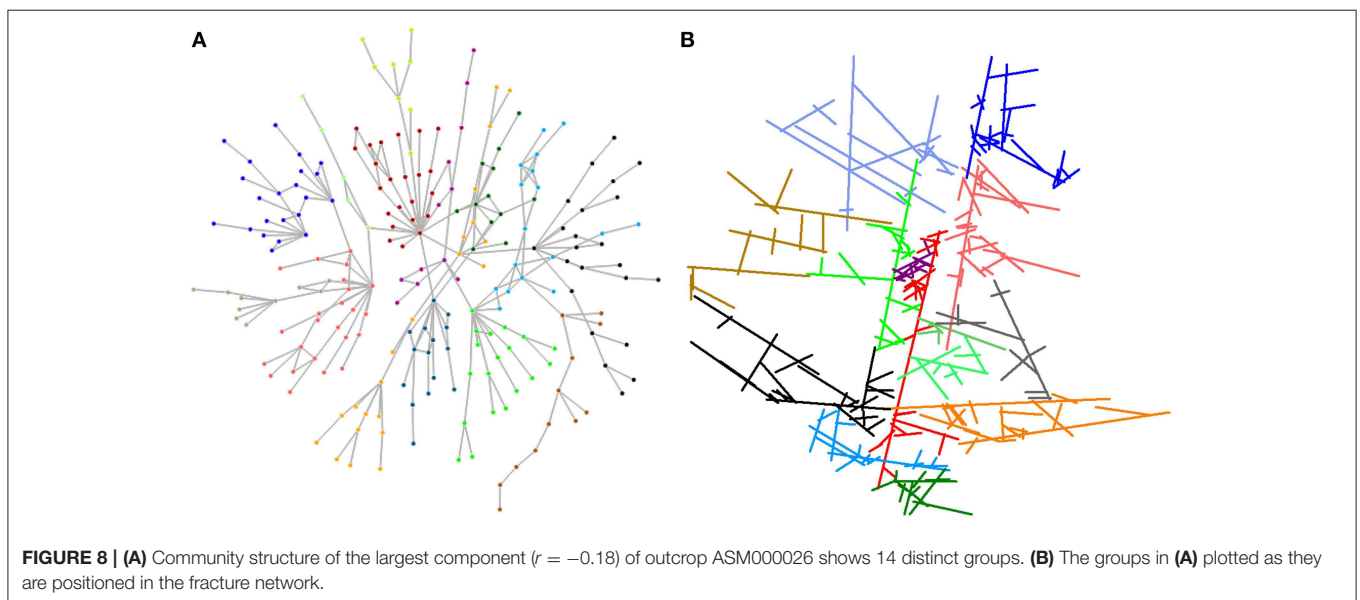 A
B
FIGURE 8 | (A) Community structure of the largest component (r = −0.18) of outcrop ASM000026 shows 14 distinct groups. (B) The groups in (A) plotted as they
are positioned in the fracture network.